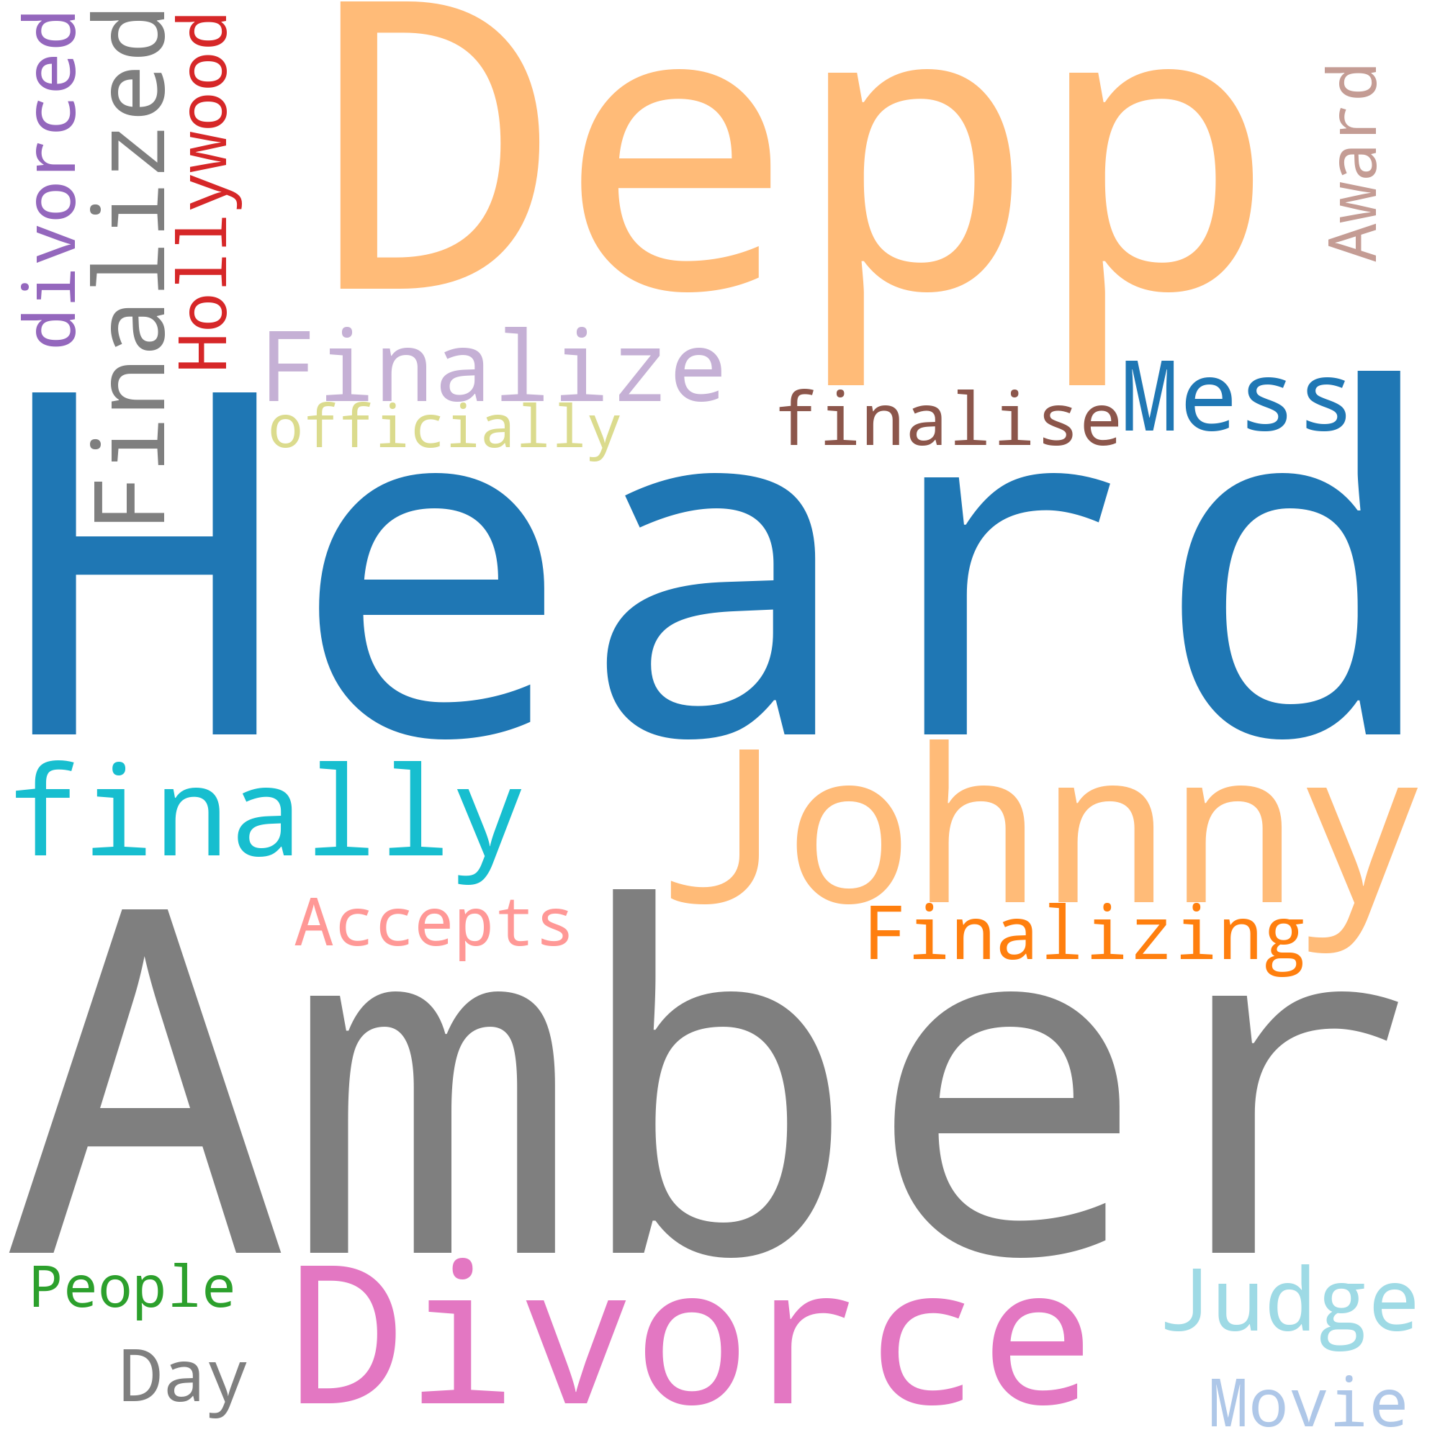 divorced
Finalized
Hollywood
Depp
Award
Finalize
officially
finalise
Mess
Heard
finally
Johnny
Accepts
Finalizing
Amber
People
Day
Divorce
Judge
Movie